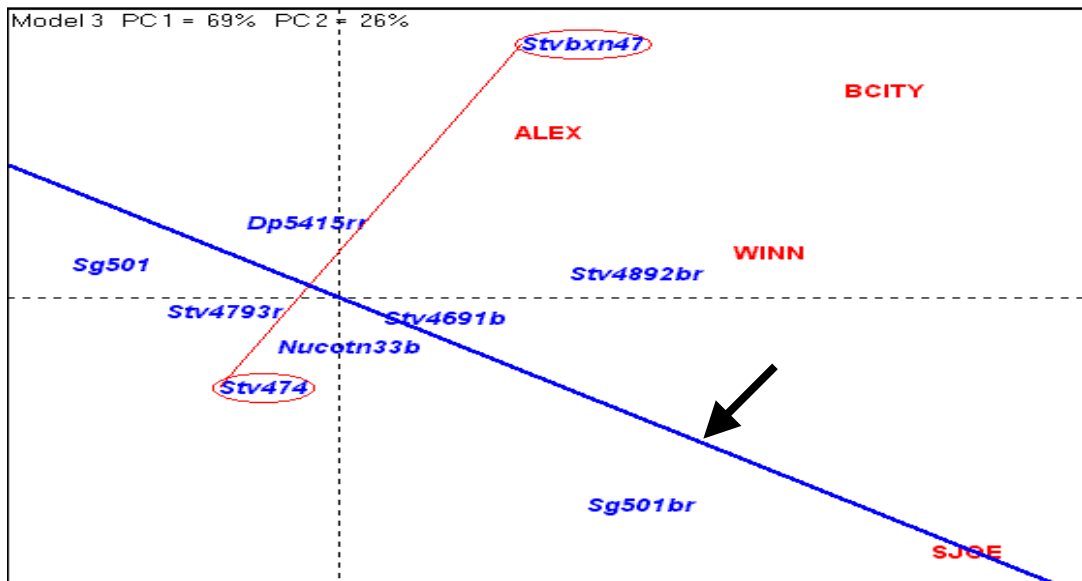 Model 3 PC1 = 69% PC2 = 26%
Stvbxn47
BCITY
ALEX
Dp5415rr
WINN
Sg501
Stv4892br
Stv4793r
Stv4691b
Nucotn33b
Stv474
Sg501br
SJOE